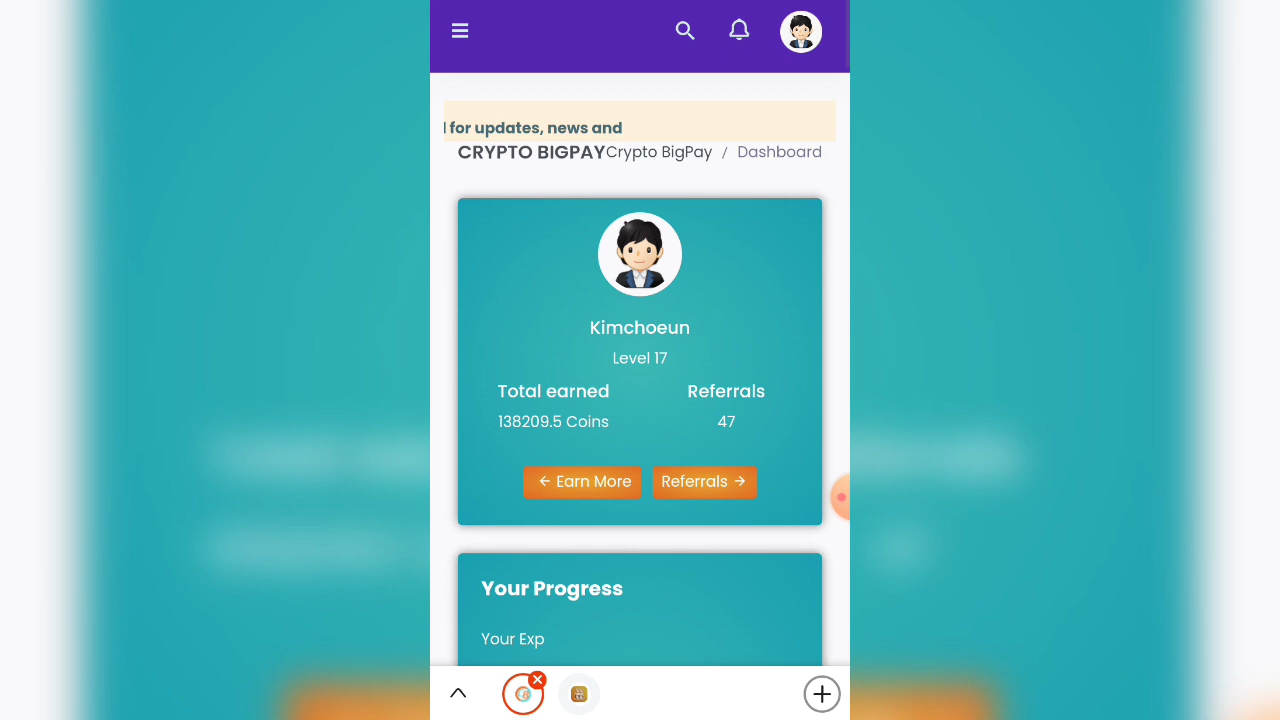 for updates, news and
CRYPTO BIGPAY Crypto BigPay / Dashboard
Kimchoeun
Level 17
Total earned Referrals
138209.5 Coins 47
← Earn More Referrals →
Your Progress
Your Exp